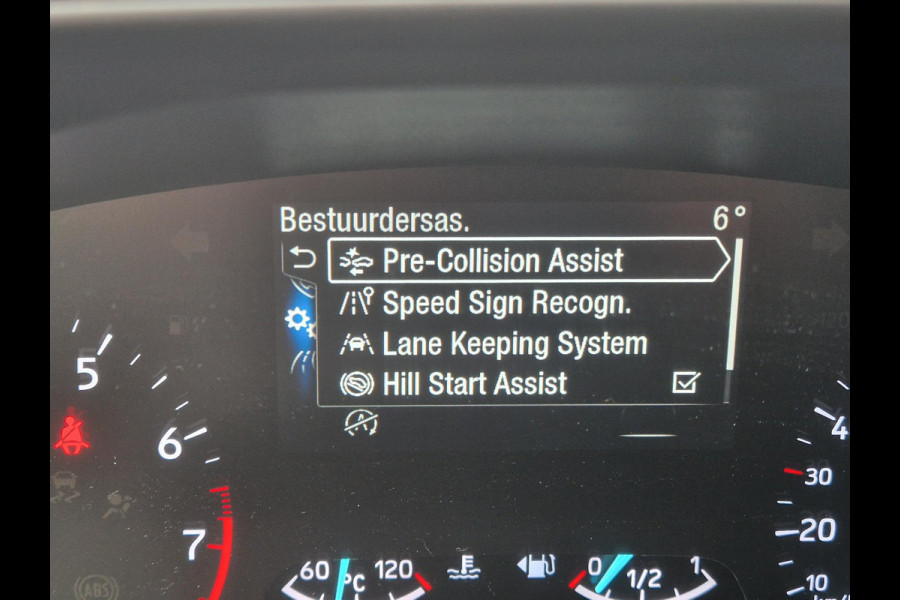 Bestuurdersas. 6°
Pre-Collision Assist
Speed Sign Recogn.
Lane Keeping System
Hill Start Assist
5
6
7
4
30
20
10
60 °C 120
0 1/2 1
ABS